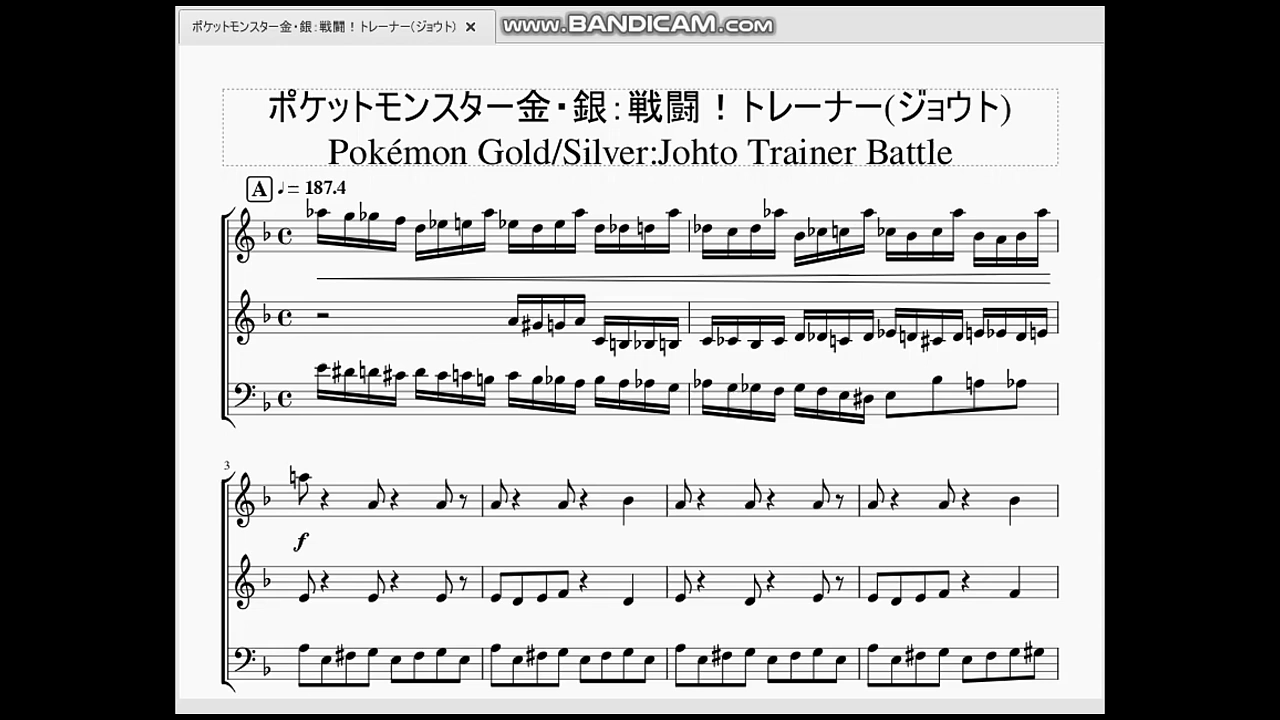 ポケットモンスター金・銀:戦闘!トレーナー(ジョウト) ×
www.BANDICAM.com
ポケットモンスター金・銀:戦闘!トレーナー(ジョウト)
Pokémon Gold/Silver:Johto Trainer Battle
A ♩= 187.4
3
f